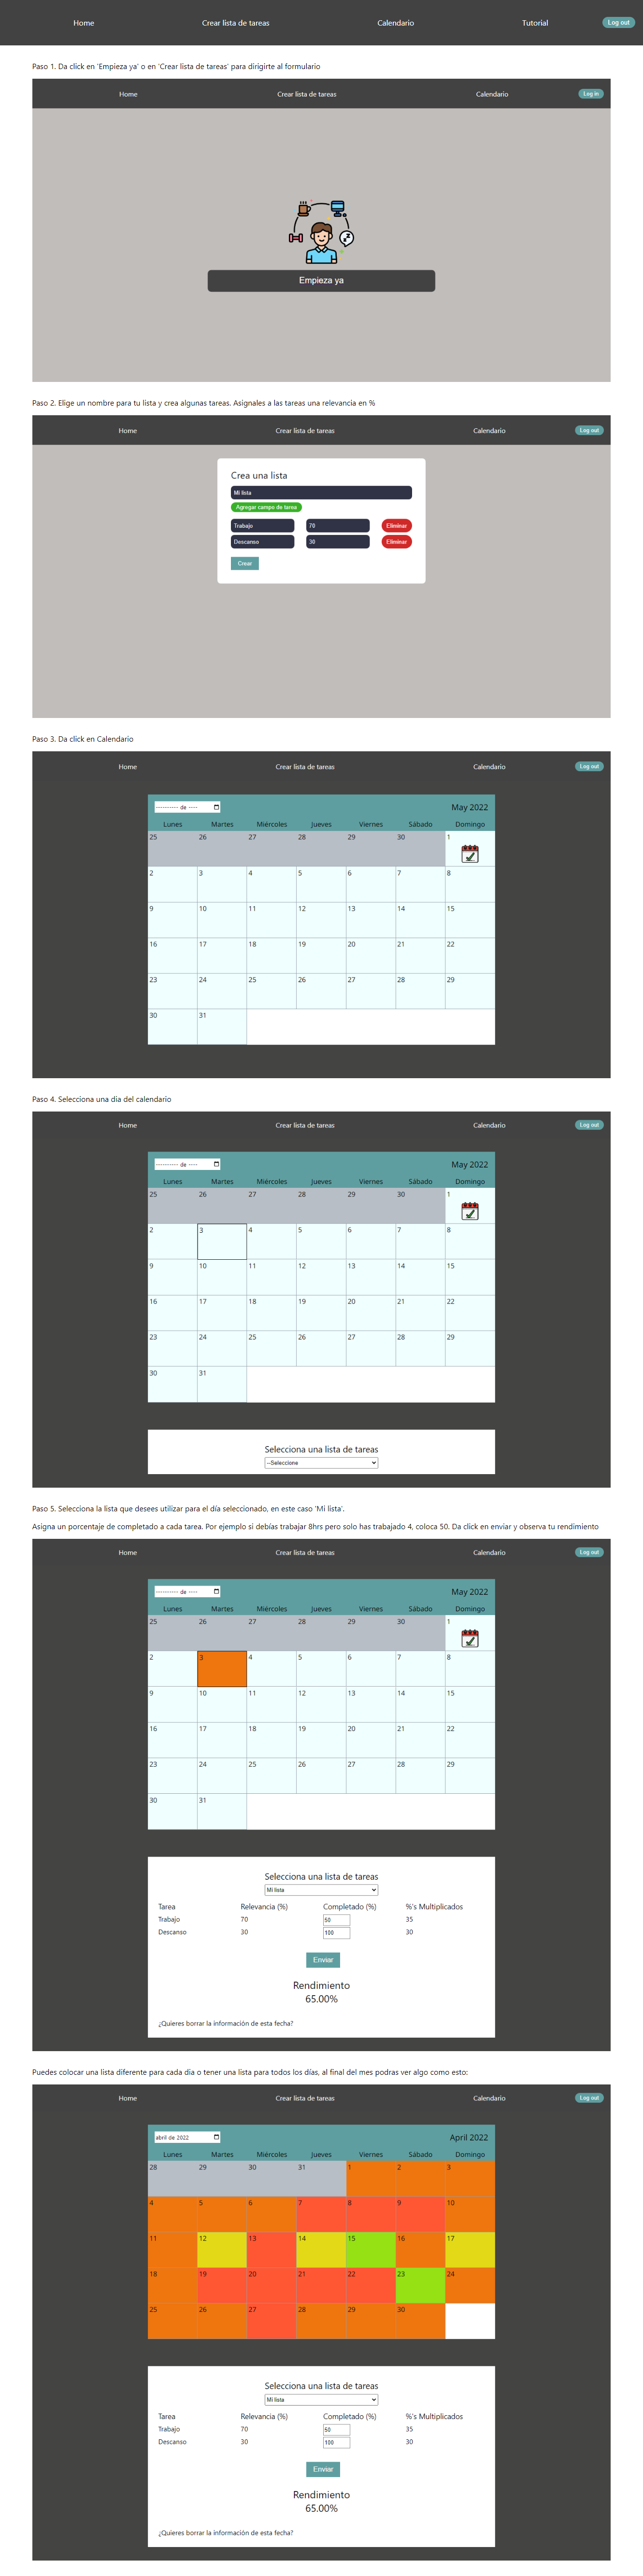 Home Crear lista de tareas Calendario Tutorial Log out
Paso 1. Da click en 'Empieza ya' o en 'Crear lista de tareas' para dirigirte al formulario
Home Crear lista de tareas Calendario Log in
Empieza ya
Paso 2. Elige un nombre para tu lista y crea algunas tareas. Asignales a las tareas una relevancia en %
Home Crear lista de tareas Calendario Log out
Crea una lista
Mi lista
Agregar campo de tarea
Trabajo 70 Eliminar
Descanso 30 Eliminar
Crear
Paso 3. Da click en Calendario
Home Crear lista de tareas Calendario Log out
---------- de ---- May 2022
Lunes Martes Miércoles Jueves Viernes Sábado Domingo
25 26 27 28 29 30 1
2 3 4 5 6 7 8
9 10 11 12 13 14 15
16 17 18 19 20 21 22
23 24 25 26 27 28 29
30 31
Paso 4. Selecciona una dia del calendario
Home Crear lista de tareas Calendario Log out
---------- de ---- May 2022
Lunes Martes Miércoles Jueves Viernes Sábado Domingo
25 26 27 28 29 30 1
2 3 4 5 6 7 8
9 10 11 12 13 14 15
16 17 18 19 20 21 22
23 24 25 26 27 28 29
30 31
Selecciona una lista de tareas
--Seleccione
Paso 5. Selecciona la lista que desees utilizar para el día seleccionado, en este caso 'Mi lista'.
Asigna un porcentaje de completado a cada tarea. Por ejemplo si debías trabajar 8hrs pero solo has trabajado 4, coloca 50. Da click en enviar y observa tu rendimiento
Home Crear lista de tareas Calendario Log out
---------- de ---- May 2022
Lunes Martes Miércoles Jueves Viernes Sábado Domingo
25 26 27 28 29 30 1
2 3 4 5 6 7 8
9 10 11 12 13 14 15
16 17 18 19 20 21 22
23 24 25 26 27 28 29
30 31
Selecciona una lista de tareas
Mi lista
Tarea Relevancia (%) Completado (%) %'s Multiplicados
Trabajo 70 50 35
Descanso 30 100 30
Enviar
Rendimiento
65.00%
¿Quieres borrar la información de esta fecha?
Puedes colocar una lista diferente para cada dia o tener una lista para todos los días, al final del mes podras ver algo como esto:
Home Crear lista de tareas Calendario Log out
abril de 2022 April 2022
Lunes Martes Miércoles Jueves Viernes Sábado Domingo
28 29 30 31 1 2 3
4 5 6 7 8 9 10
11 12 13 14 15 16 17
18 19 20 21 22 23 24
25 26 27 28 29 30
Selecciona una lista de tareas
Mi lista
Tarea Relevancia (%) Completado (%) %'s Multiplicados
Trabajo 70 50 35
Descanso 30 100 30
Enviar
Rendimiento
65.00%
¿Quieres borrar la información de esta fecha?